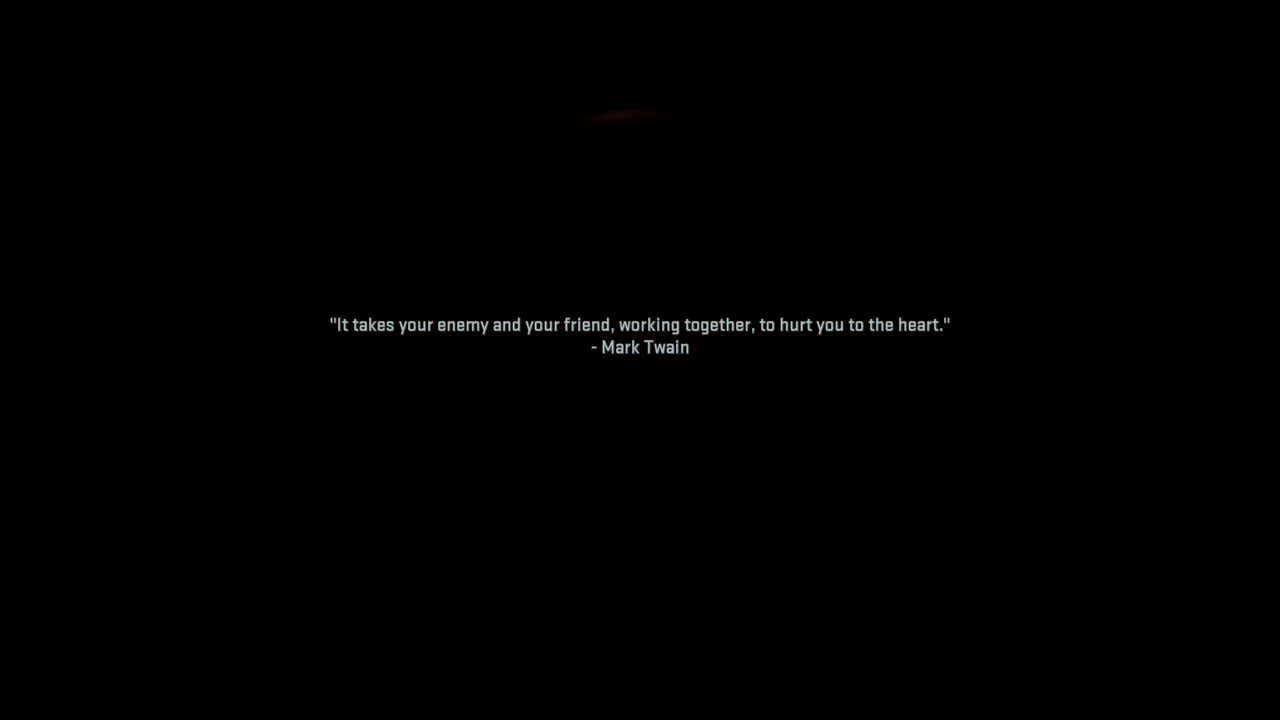 "It takes your enemy and your friend, working together, to hurt you to the heart."
- Mark Twain